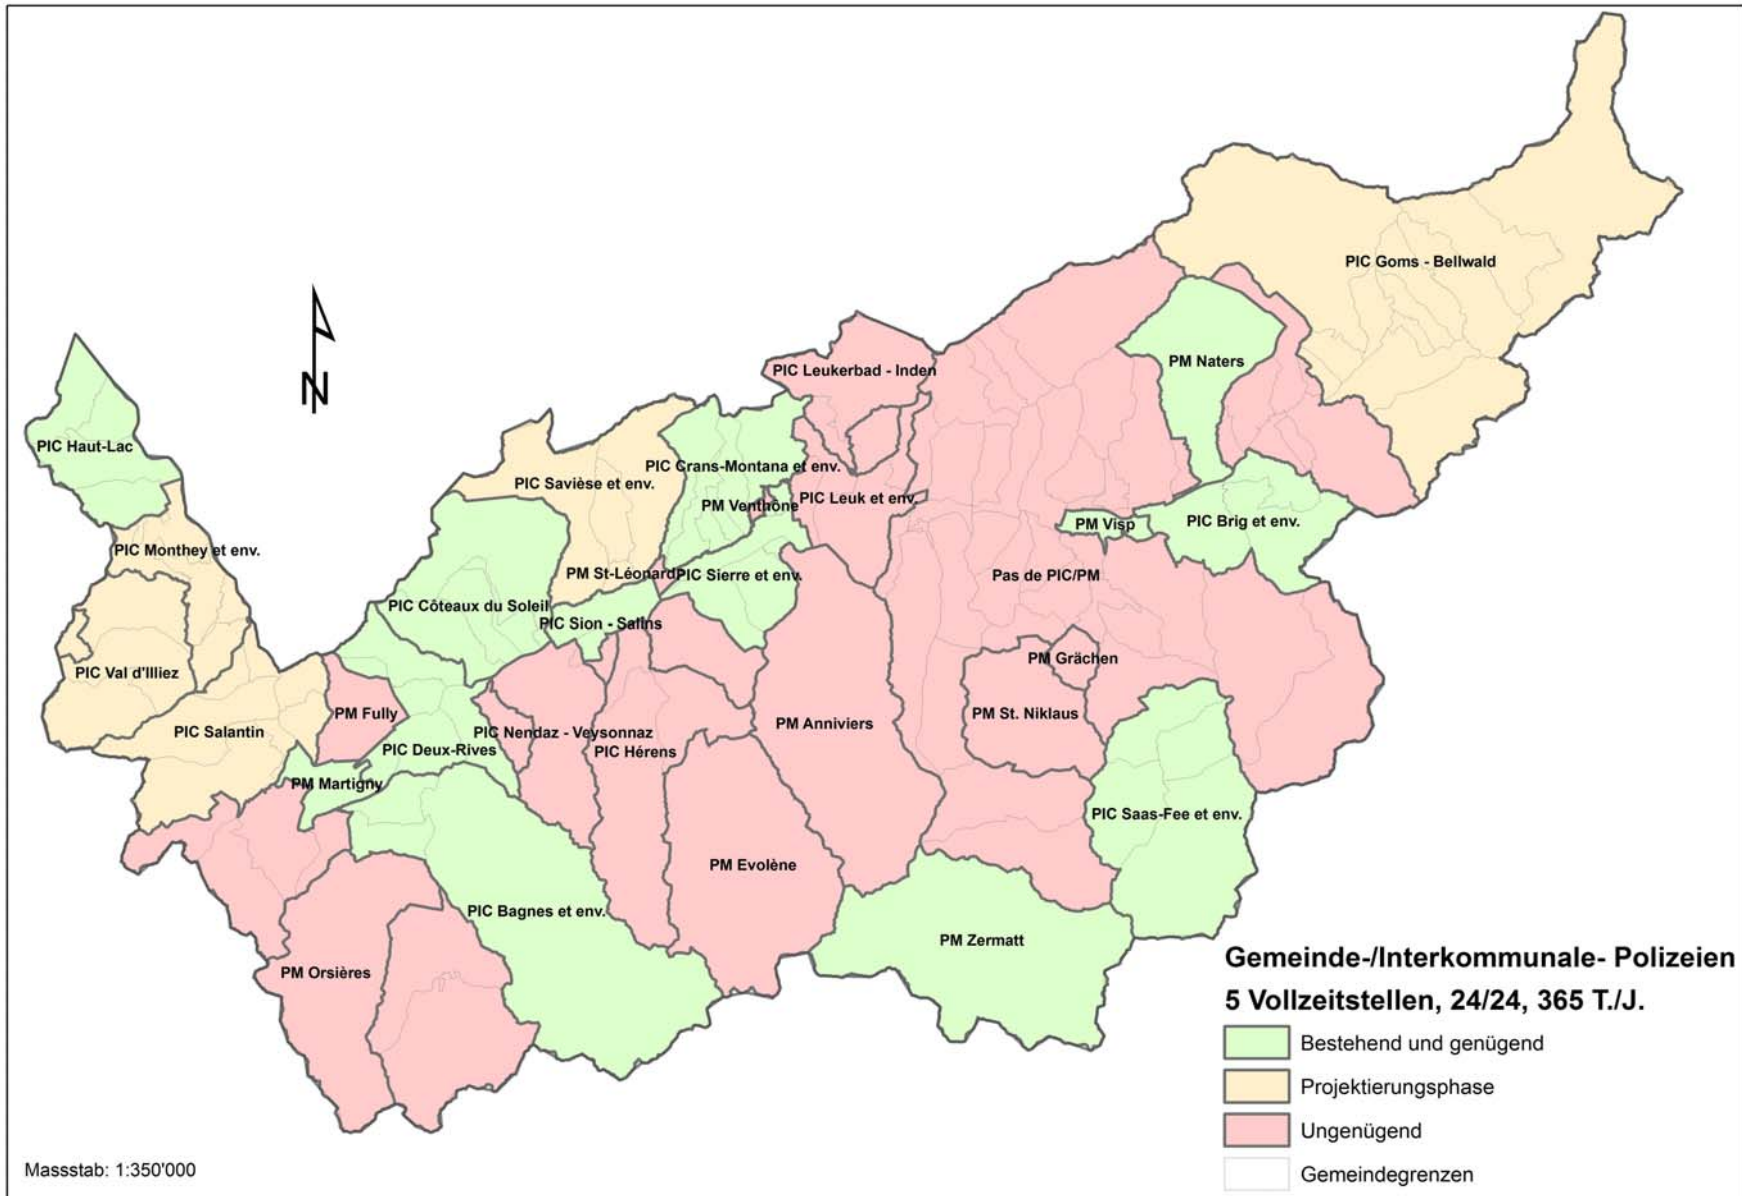 PIC Goms - Bellwald
PM Naters
PIC Leukerbad - Inden
PIC Haut-Lac
PIC Crans-Montana et env.
PIC Savièse et env.
PIC Leuk et env.
PM Venthône
PM Visp
PIC Brig et env.
PIC Monthey et env.
PM St-Léonard
PIC Sierre et env.
Pas de PIC/PM
PIC Côteaux du Soleil
PIC Sion - Salins
PM Grächen
PIC Val d'Illiez
PM Fully
PM St. Niklaus
PM Anniviers
PIC Salantin
PIC Nendaz - Veysonnaz
PIC Deux-Rives
PIC Hérens
PM Martigny
PIC Saas-Fee et env.
PM Evolène
PIC Bagnes et env.
PM Zermatt
PM Orsières
N
Gemeinde-/Interkommunale- Polizeien
5 Vollzeitstellen, 24/24, 365 T./J.
Bestehend und genügend
Projektierungsphase
Ungenügend
Gemeindegrenzen
Massstab: 1:350'000